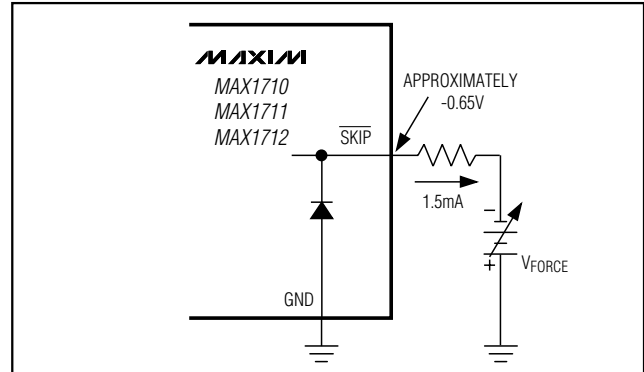 MAXIM
MAX1710
MAX1711
MAX1712
SKIP
APPROXIMATELY
-0.65V
1.5mA
−
+
VFORCE
GND